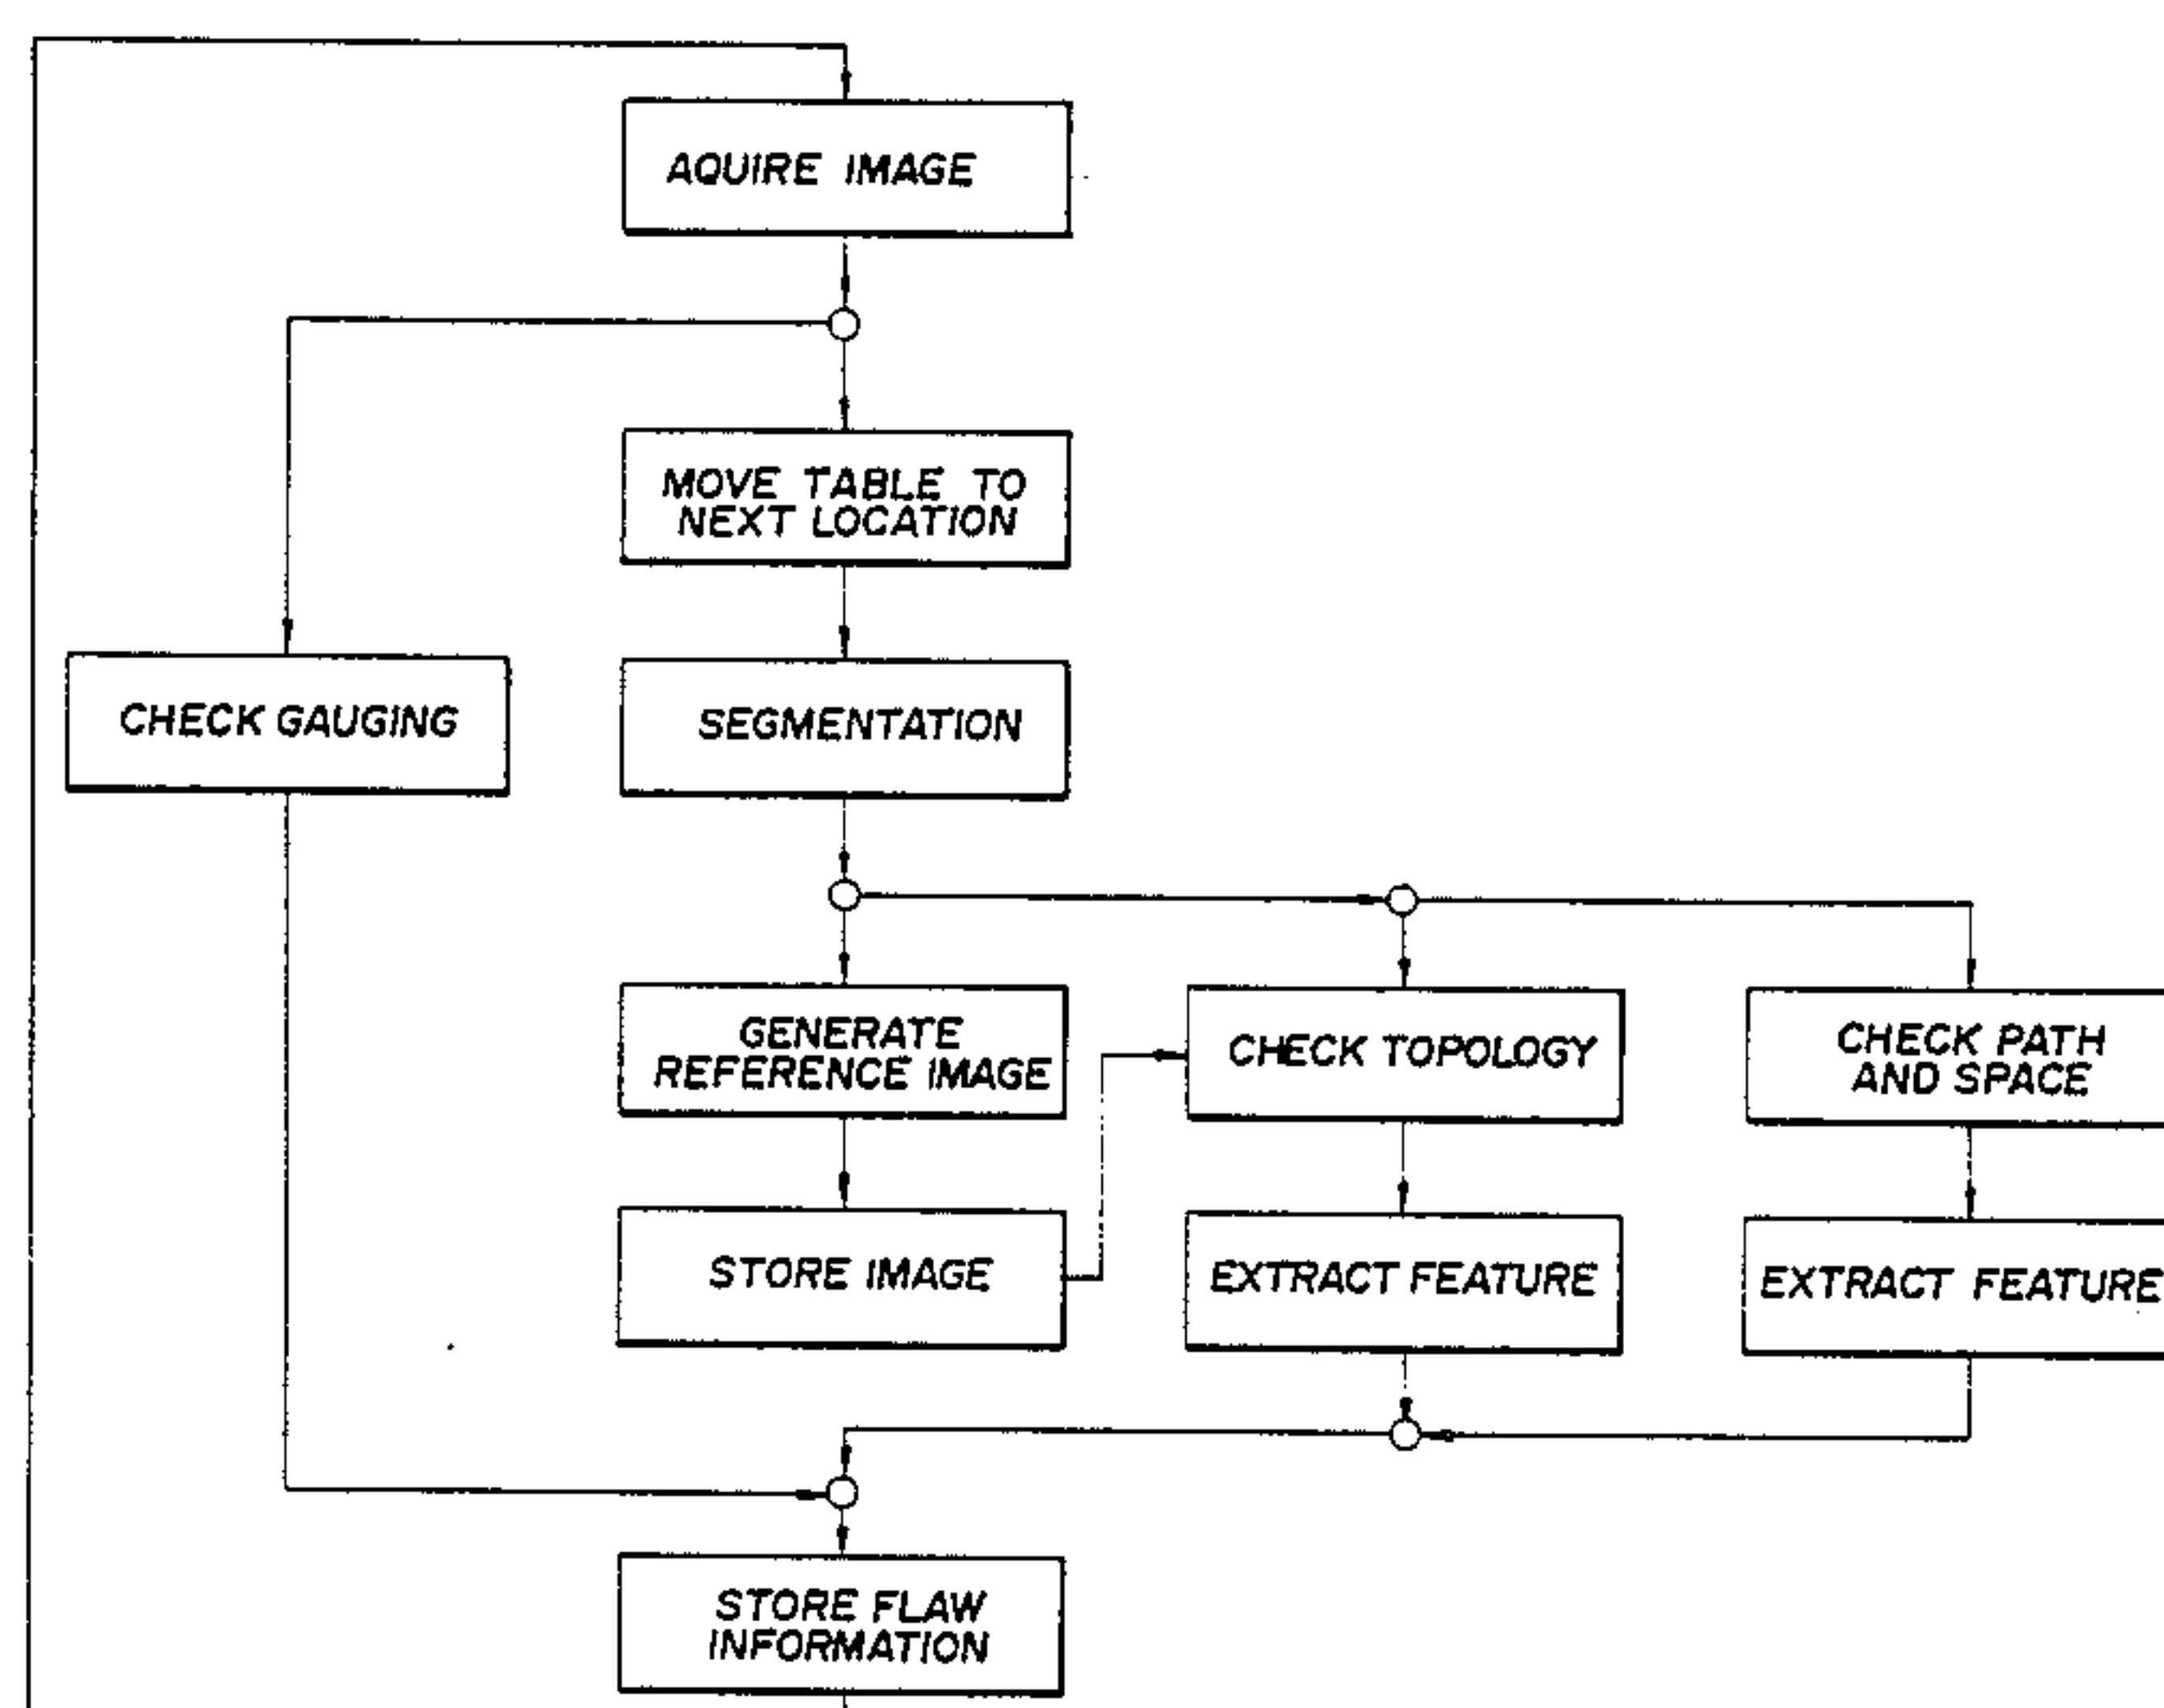 AQUIRE IMAGE
MOVE TABLE TO
NEXT LOCATION
CHECK GAUGING
SEGMENTATION
GENERATE
REFERENCE IMAGE
CHECK TOPOLOGY
CHECK PATH
AND SPACE
STORE IMAGE
EXTRACT FEATURE
EXTRACT FEATURE
STORE FLAW
INFORMATION